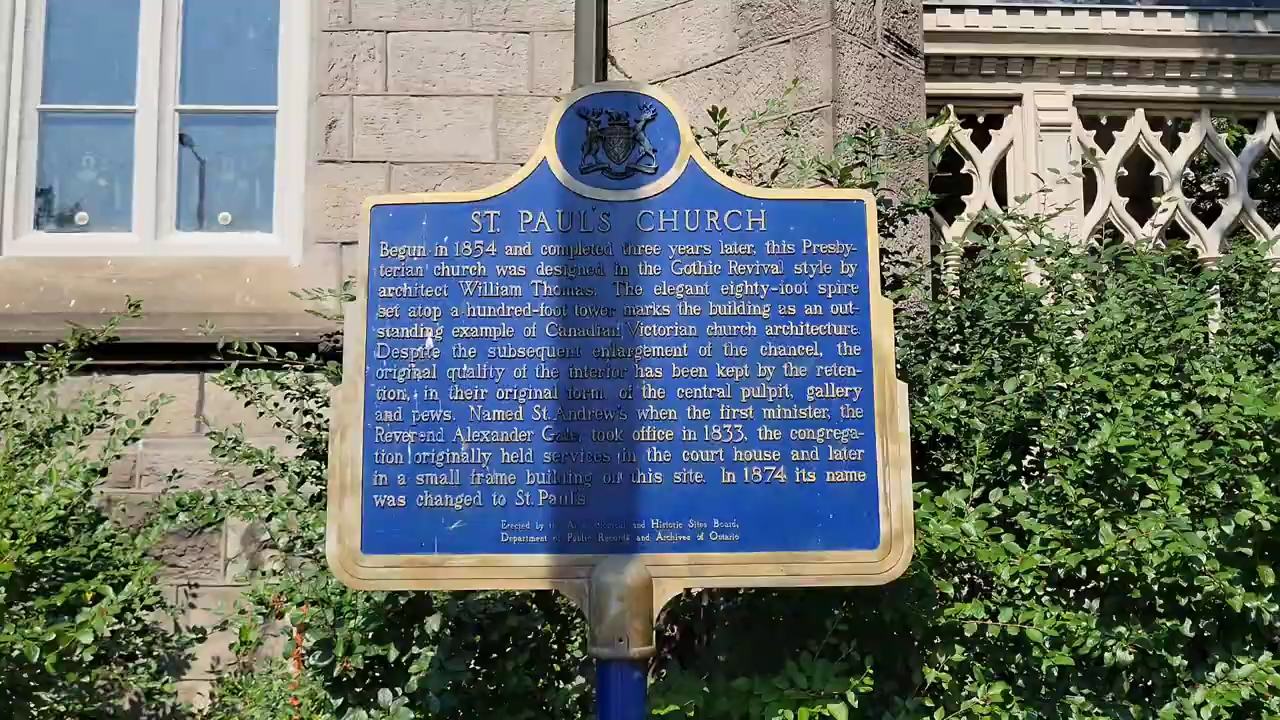 ST. PAUL'S CHURCH
Begun in 1854 and completed three years later, this Presby-
terian church was designed in the Gothic Revival style by
architect William Thomas. The elegant eighty-foot spire
set atop a hundred-foot tower marks the building as an out-
standing example of Canadian Victorian church architecture.
Despite the subsequent enlargement of the chancel, the
original quality of the interior has been kept by the reten-
tion, in their original form, of the central pulpit, gallery
and pews. Named St. Andrew's when the first minister, the
Reverend Alexander Gale, took office in 1833, the congrega-
tion originally held services in the court house and later
in a small frame building on this site. In 1874 its name
was changed to St. Paul's
Erected by the Archaeological and Historic Sites Board,
Department of Public Records and Archives of Ontario